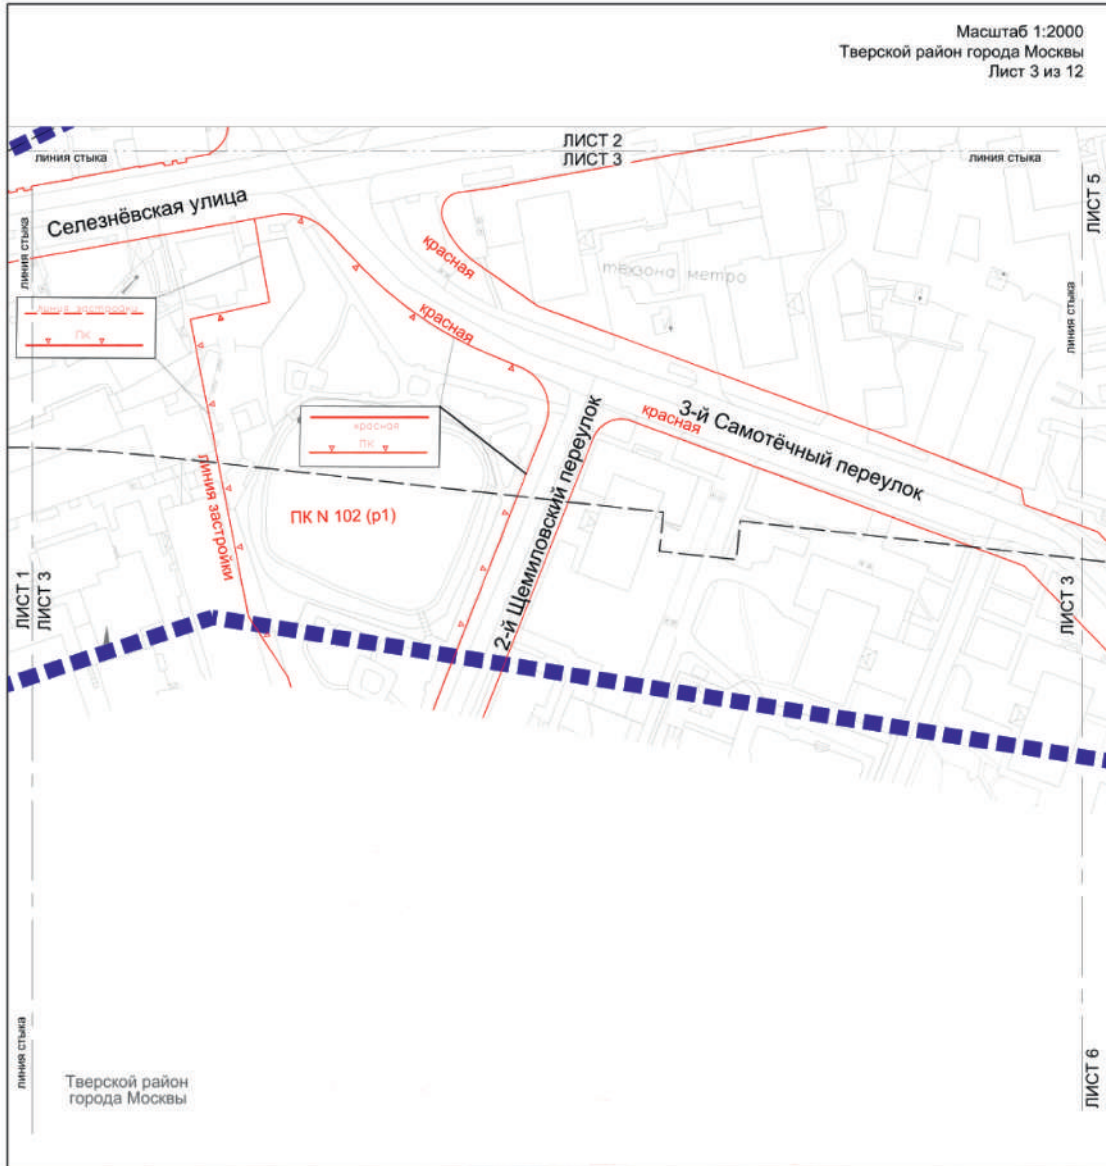 Масштаб 1:2000
Тверской район города Москвы
Лист 3 из 12
ЛИСТ 2
ЛИСТ 3
линия стыка
линия стыка
ЛИСТ 5
Селезнёвская улица
линия стыка
красная
техзона метро
линия стыка
линия застройки
ПК
красная
красная
ПК
красная
3-й Самотёчный переулок
2-й Щемиловский переулок
линия застройки
ПК N 102 (р1)
ЛИСТ 1
ЛИСТ 3
ЛИСТ 3
линия стыка
ЛИСТ 6
Тверской район
города Москвы